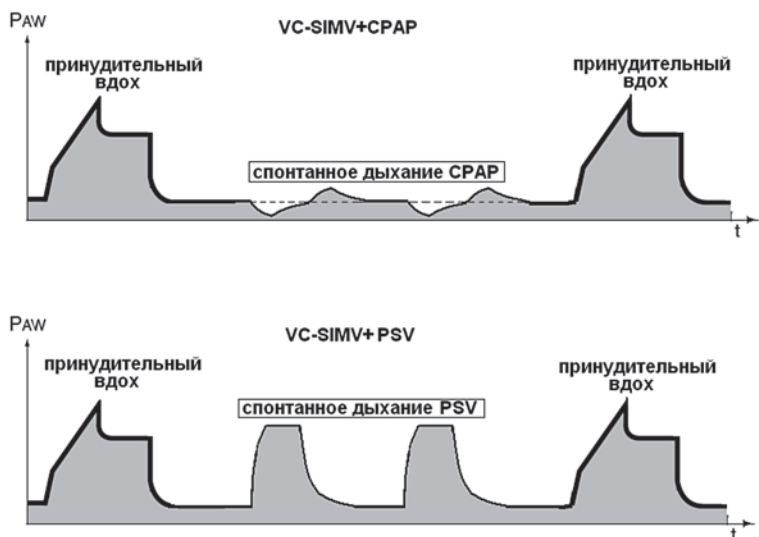 PAW
VC-SIMV+CPAP
принудительный
вдох
принудительный
вдох
спонтанное дыхание CPAP
t
PAW
VC-SIMV+ PSV
принудительный
вдох
принудительный
вдох
спонтанное дыхание PSV
t